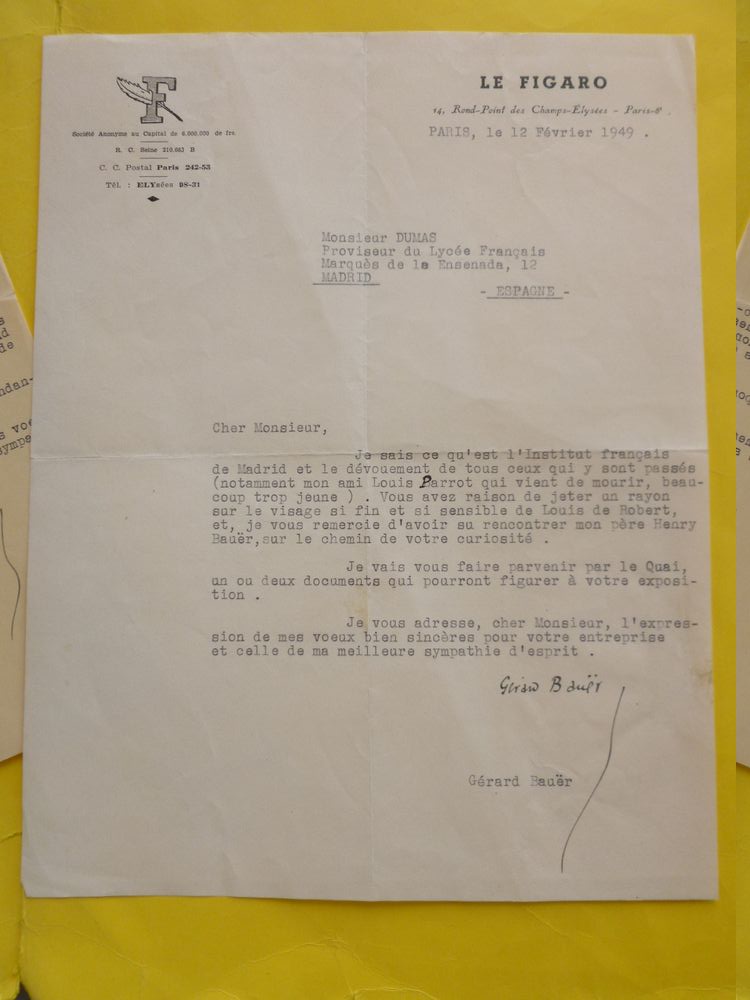 F
Société Anonyme au Capital de 6.000.000 de frs.
R. C. Seine 210.663 B
C. C. Postal Paris 242-53
Tél. : ELYsées 98-31
LE FIGARO
14, Rond-Point des Champs-Elysées - Paris-8e.
PARIS, le 12 Février 1949 .
Monsieur DUMAS
Proviseur du Lycée Français
Marquès de la Ensenada, 12
MADRID
- ESPAGNE -
Cher Monsieur,
Je sais ce qu'est l'Institut français
de Madrid et le dévouement de tous ceux qui y sont passés
(notamment mon ami Louis Parrot qui vient de mourir, beau-
coup trop jeune ) . Vous avez raison de jeter un rayon
sur le visage si fin et si sensible de Louis de Robert,
et, je vous remercie d'avoir su rencontrer mon père Henry
Bauër,sur le chemin de votre curiosité .
Je vais vous faire parvenir par le Quai,
un ou deux documents qui pourront figurer à votre exposi-
tion .
Je vous adresse, cher Monsieur, l'expres-
sion de mes voeux bien sincères pour votre entreprise
et celle de ma meilleure sympathie d'esprit .
Gérard Bauër
Gérard Bauër